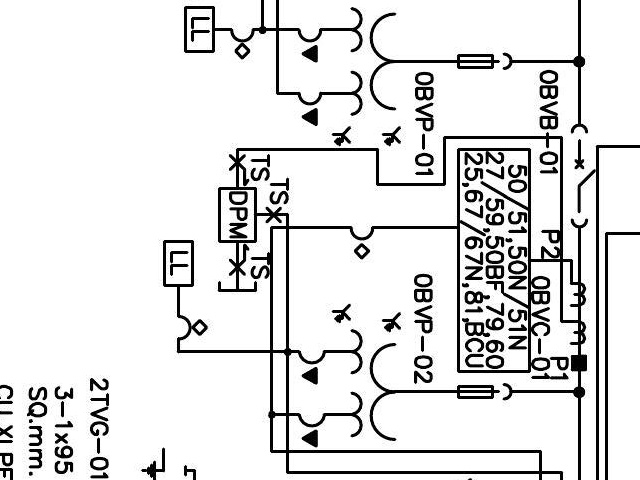 LL
0BVP-01
0BVB-01
TS
TS
DPM
TS
LL
50/51,50N/51N
27/59,50BF,79,60
25,67/67N,81,BCU
P2
0BVC-01
P1
0BVP-02
2TVG-01
3-1x95
SQ.mm.
CU XLPE